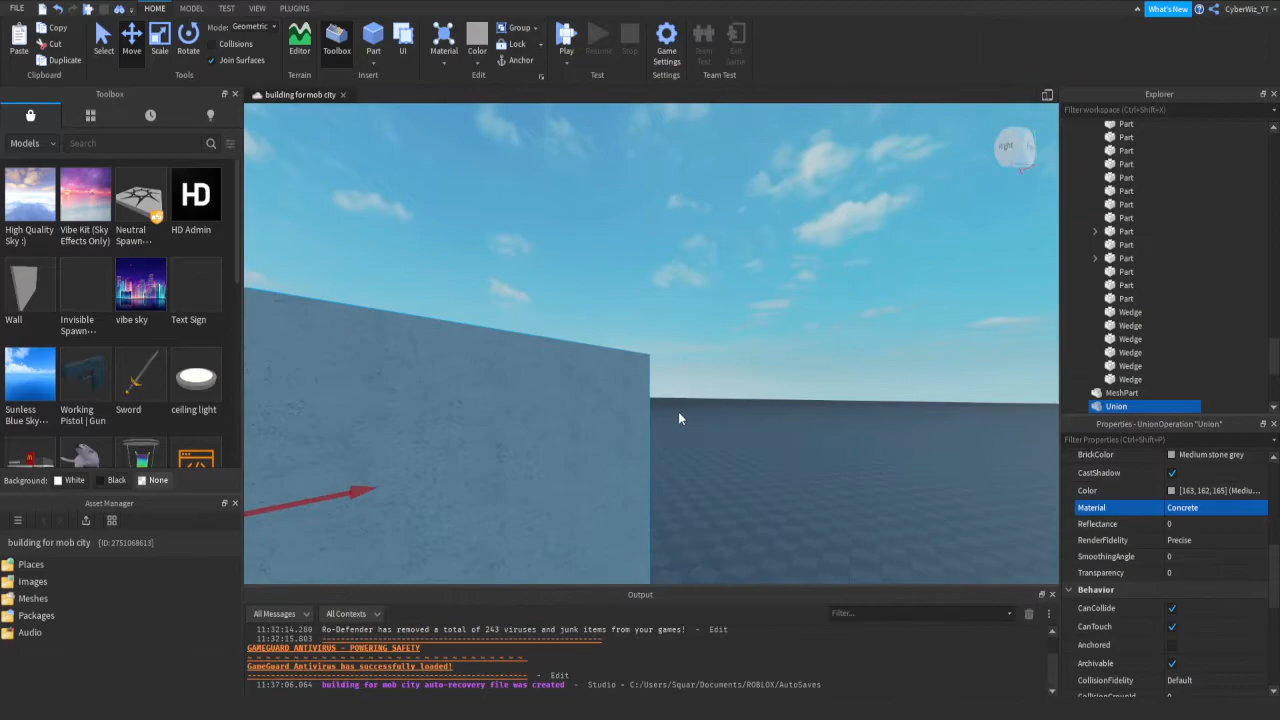 FILE HOME MODEL TEST VIEW PLUGINS What's New CyberWiz_YT
Paste Copy Cut Duplicate Clipboard
Select Move Scale Rotate Mode: Geometric Collisions Join Surfaces Tools
Editor Terrain
Toolbox Part UI Insert
Material Color Group Lock Anchor Edit
Play Resume Stop Test
Game Settings Settings
Team Test Exit Game Team Test
Toolbox
Models Search
High Quality Sky :)
Vibe Kit (Sky Effects Only)
Neutral Spawn···
HD
HD Admin
Wall
Invisible Spawn···
vibe sky
Text Sign
Sunless Blue Sky···
Working Pistol | Gun
Sword
ceiling light
Background: White Black None
Asset Manager
building for mob city [ID: 2751068613]
Places
Images
Meshes
Packages
Audio
building for mob city
Right
Explorer
Filter workspace (Ctrl+Shift+X)
Part
Part
Part
Part
Part
Part
Part
Part
Part
Part
Part
Part
Part
Part
Wedge
Wedge
Wedge
Wedge
Wedge
Wedge
MeshPart
Union
Properties - UnionOperation "Union"
Filter Properties (Ctrl+Shift+P)
BrickColor Medium stone grey
CastShadow
Color [163, 162, 165] (Mediu...
Material Concrete
Reflectance 0
RenderFidelity Precise
SmoothingAngle 0
Transparency 0
Behavior
CanCollide
CanTouch
Anchored
Archivable
CollisionFidelity Default
CollisionGroupId
Output
All Messages All Contexts Filter...
11:32:14.280 Ro-Defender has removed a total of 243 viruses and junk items from your games! - Edit
11:32:15.803
GAMEGUARD ANTIVIRUS - POWERING SAFETY
GameGuard Antivirus has successfully loaded!
- Edit
11:37:06.064 building for mob city auto-recovery file was created - Studio - C:/Users/Squar/Documents/ROBLOX/AutoSaves